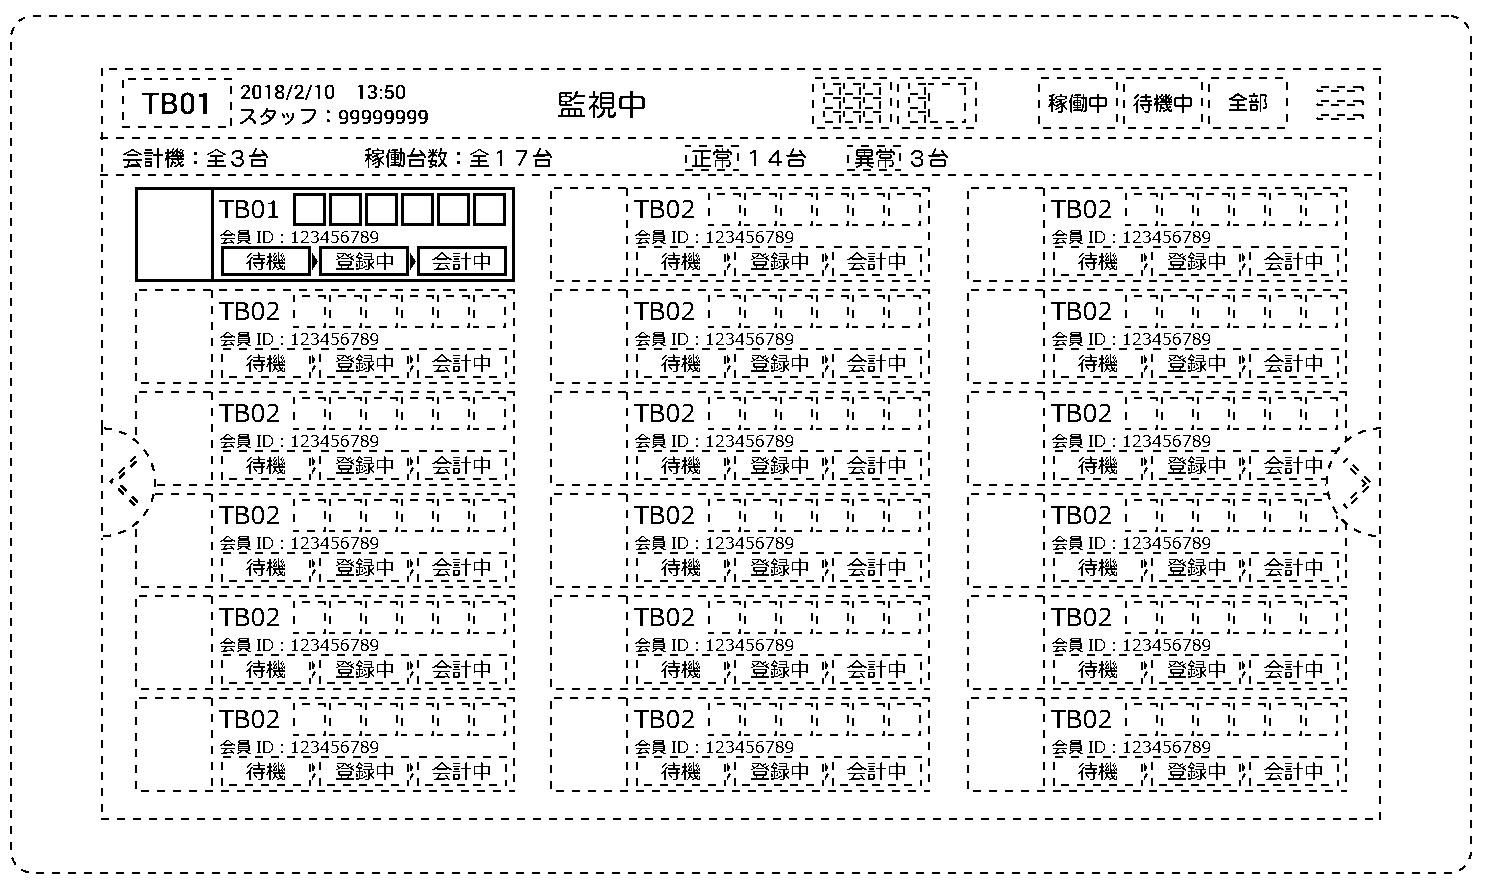 TB01
2018/2/10 13:50
スタッフ：99999999
監視中
稼働中 待機中 全部
会計機：全３台 稼働台数：全１７台 正常 １４台 異常 ３台
TB01 TB02 TB02
会員 ID : 123456789 会員 ID : 123456789 会員 ID : 123456789
待機 登録中 会計中 待機 登録中 会計中 待機 登録中 会計中
TB02 TB02 TB02
会員 ID : 123456789 会員 ID : 123456789 会員 ID : 123456789
待機 登録中 会計中 待機 登録中 会計中 待機 登録中 会計中
TB02 TB02 TB02
会員 ID : 123456789 会員 ID : 123456789 会員 ID : 123456789
待機 登録中 会計中 待機 登録中 会計中 待機 登録中 会計中
TB02 TB02 TB02
会員 ID : 123456789 会員 ID : 123456789 会員 ID : 123456789
待機 登録中 会計中 待機 登録中 会計中 待機 登録中 会計中
TB02 TB02 TB02
会員 ID : 123456789 会員 ID : 123456789 会員 ID : 123456789
待機 登録中 会計中 待機 登録中 会計中 待機 登録中 会計中
TB02 TB02 TB02
会員 ID : 123456789 会員 ID : 123456789 会員 ID : 123456789
待機 登録中 会計中 待機 登録中 会計中 待機 登録中 会計中